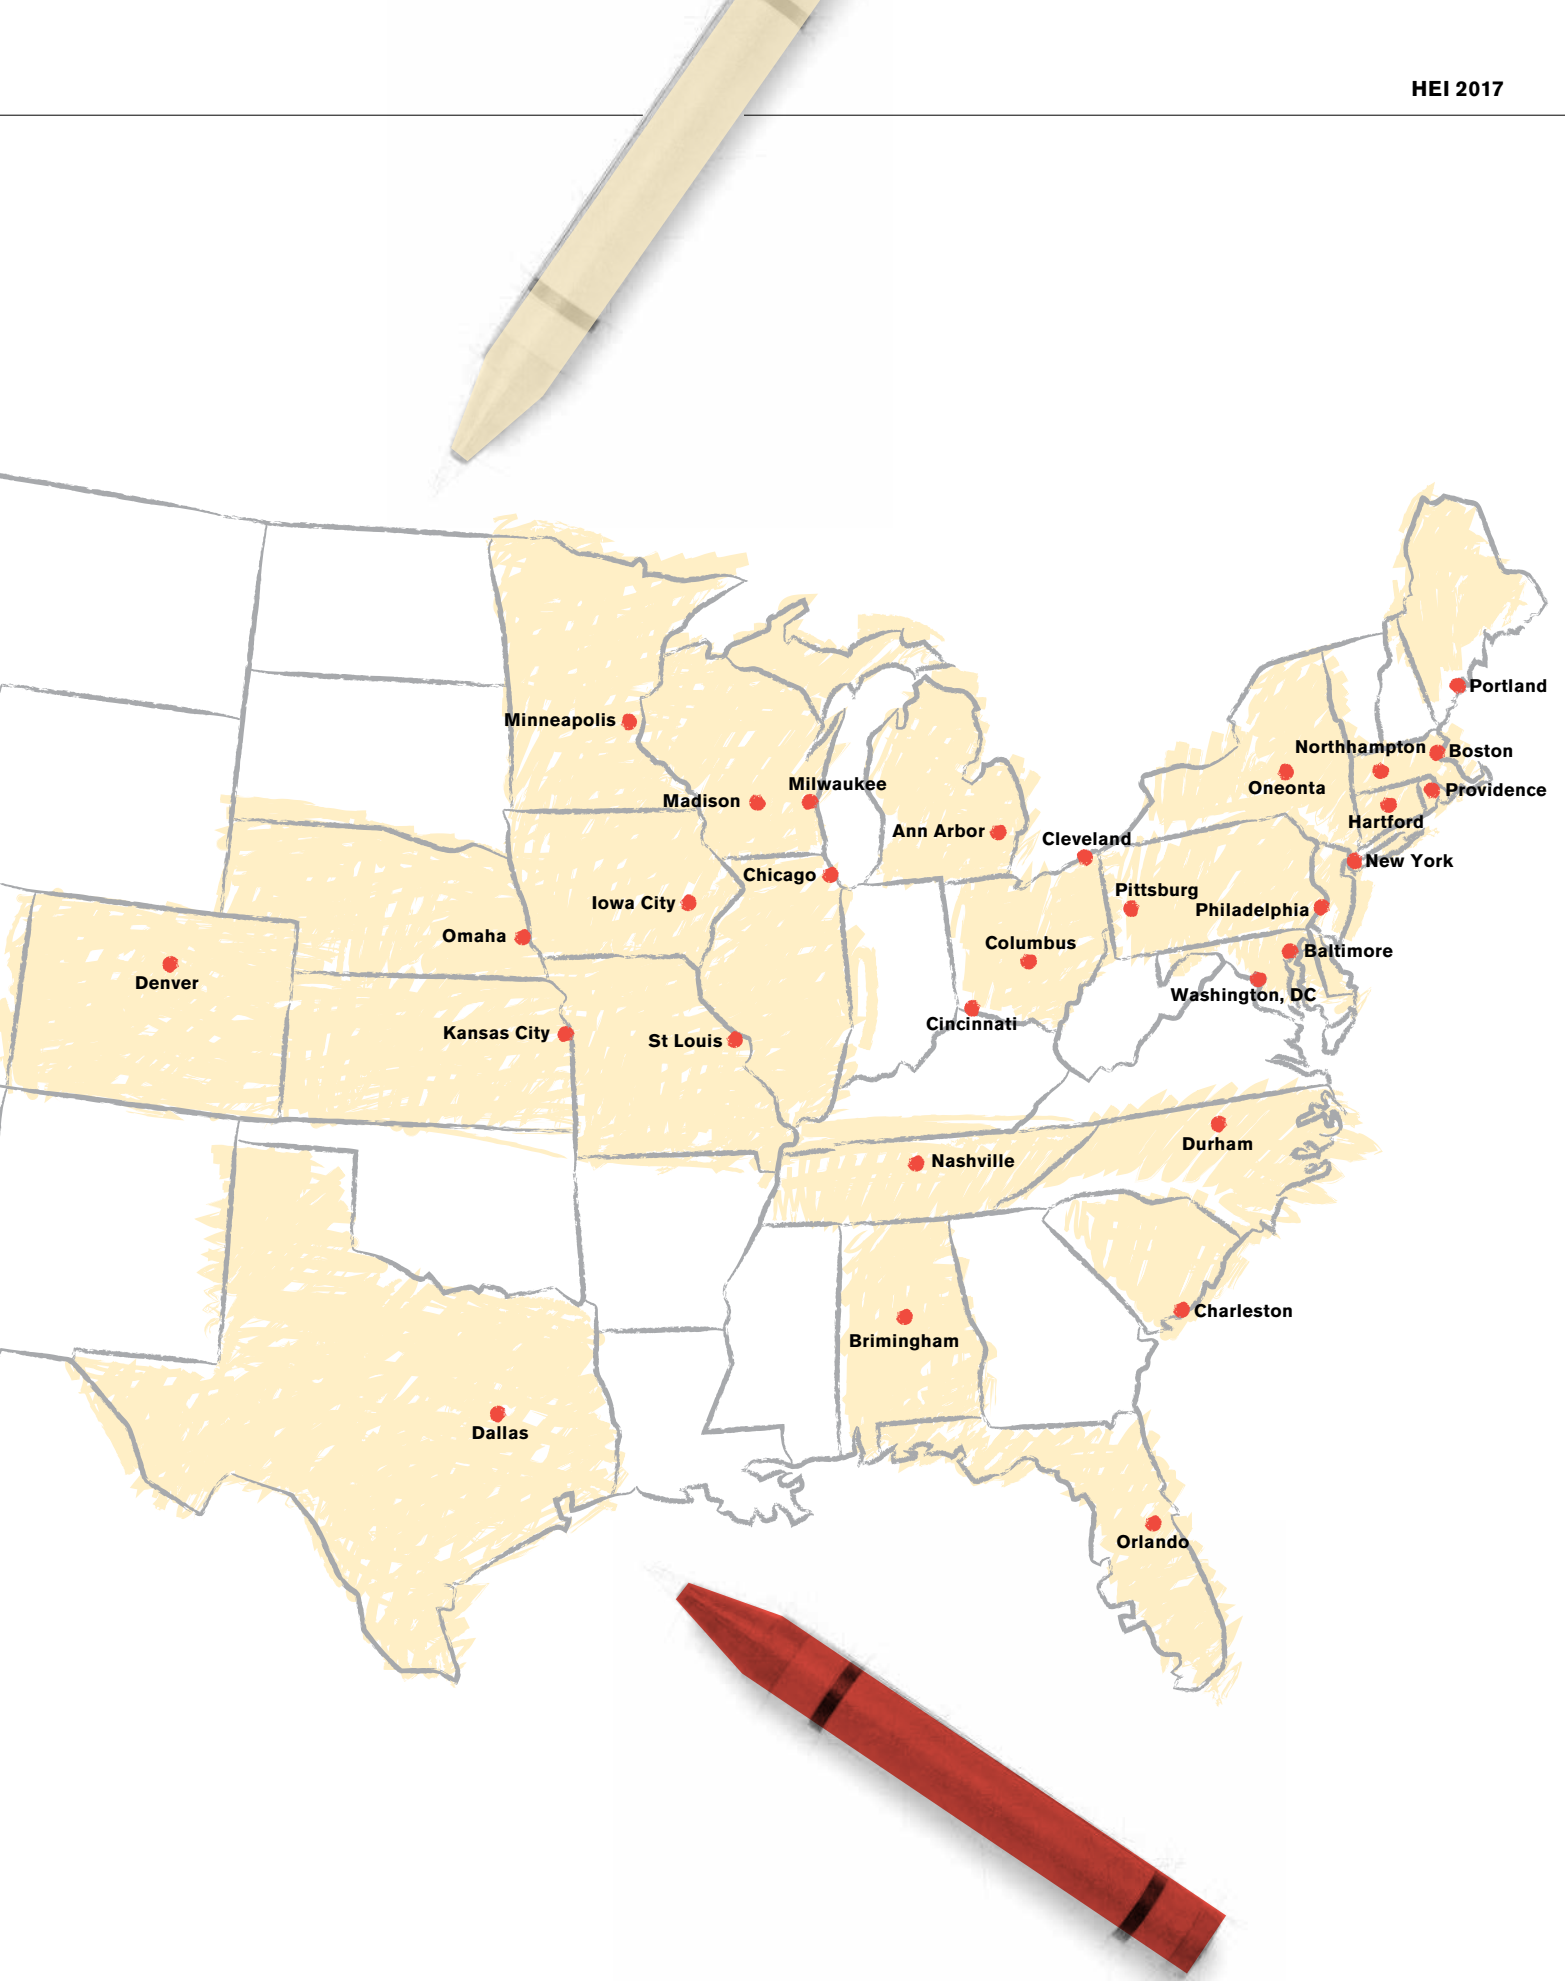 HEI 2017
Portland
Minneapolis
Northhampton
Boston
Oneonta
Milwaukee
Madison
Providence
Hartford
Ann Arbor
Cleveland
New York
Chicago
Pittsburg
Iowa City
Philadelphia
Omaha
Columbus
Baltimore
Denver
Washington, DC
Cincinnati
Kansas City
St Louis
Durham
Nashville
Charleston
Brimingham
Dallas
Orlando